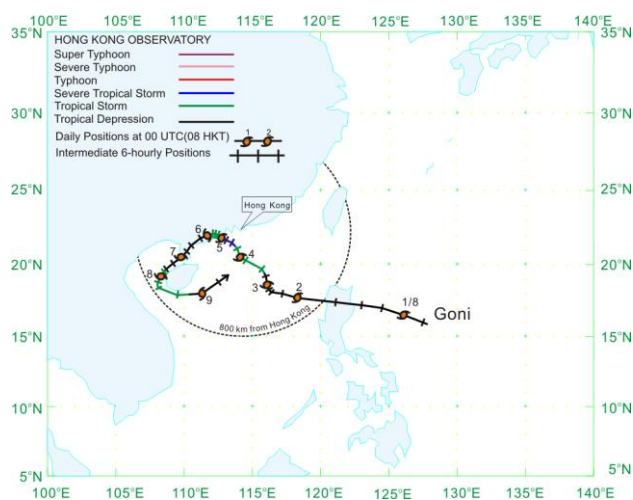 100°E 105°E 110°E 115°E 120°E 125°E 130°E 135°E 140°E
35°N 35°N
HONG KONG OBSERVATORY
Super Typhoon
Severe Typhoon
Typhoon
Severe Tropical Storm
Tropical Storm
Tropical Depression
Daily Positions at 00 UTC(08 HKT) 1 2
Intermediate 6-hourly Positions
30°N 30°N
25°N 25°N
Hong Kong
6
5
7
4
20°N 20°N
8
3
2
9
1/8
Goni
800 km from Hong Kong
15°N 15°N
10°N 10°N
5°N 5°N
100°E 105°E 110°E 115°E 120°E 125°E 130°E 135°E 140°E